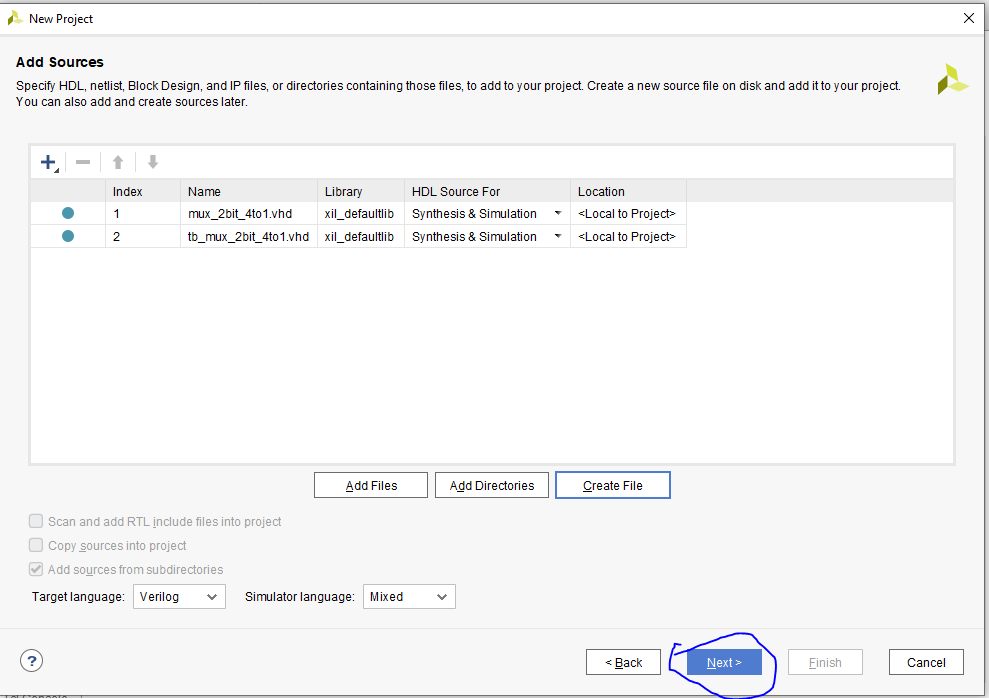 New Project
Add Sources
Specify HDL, netlist, Block Design, and IP files, or directories containing those files, to add to your project. Create a new source file on disk and add it to your project.
You can also add and create sources later.
Index Name Library HDL Source For Location
1 mux_2bit_4to1.vhd xil_defaultlib Synthesis & Simulation <Local to Project>
2 tb_mux_2bit_4to1.vhd xil_defaultlib Synthesis & Simulation <Local to Project>
Add Files Add Directories Create File
Scan and add RTL include files into project
Copy sources into project
Add sources from subdirectories
Target language: Verilog Simulator language: Mixed
? < Back Next > Finish Cancel